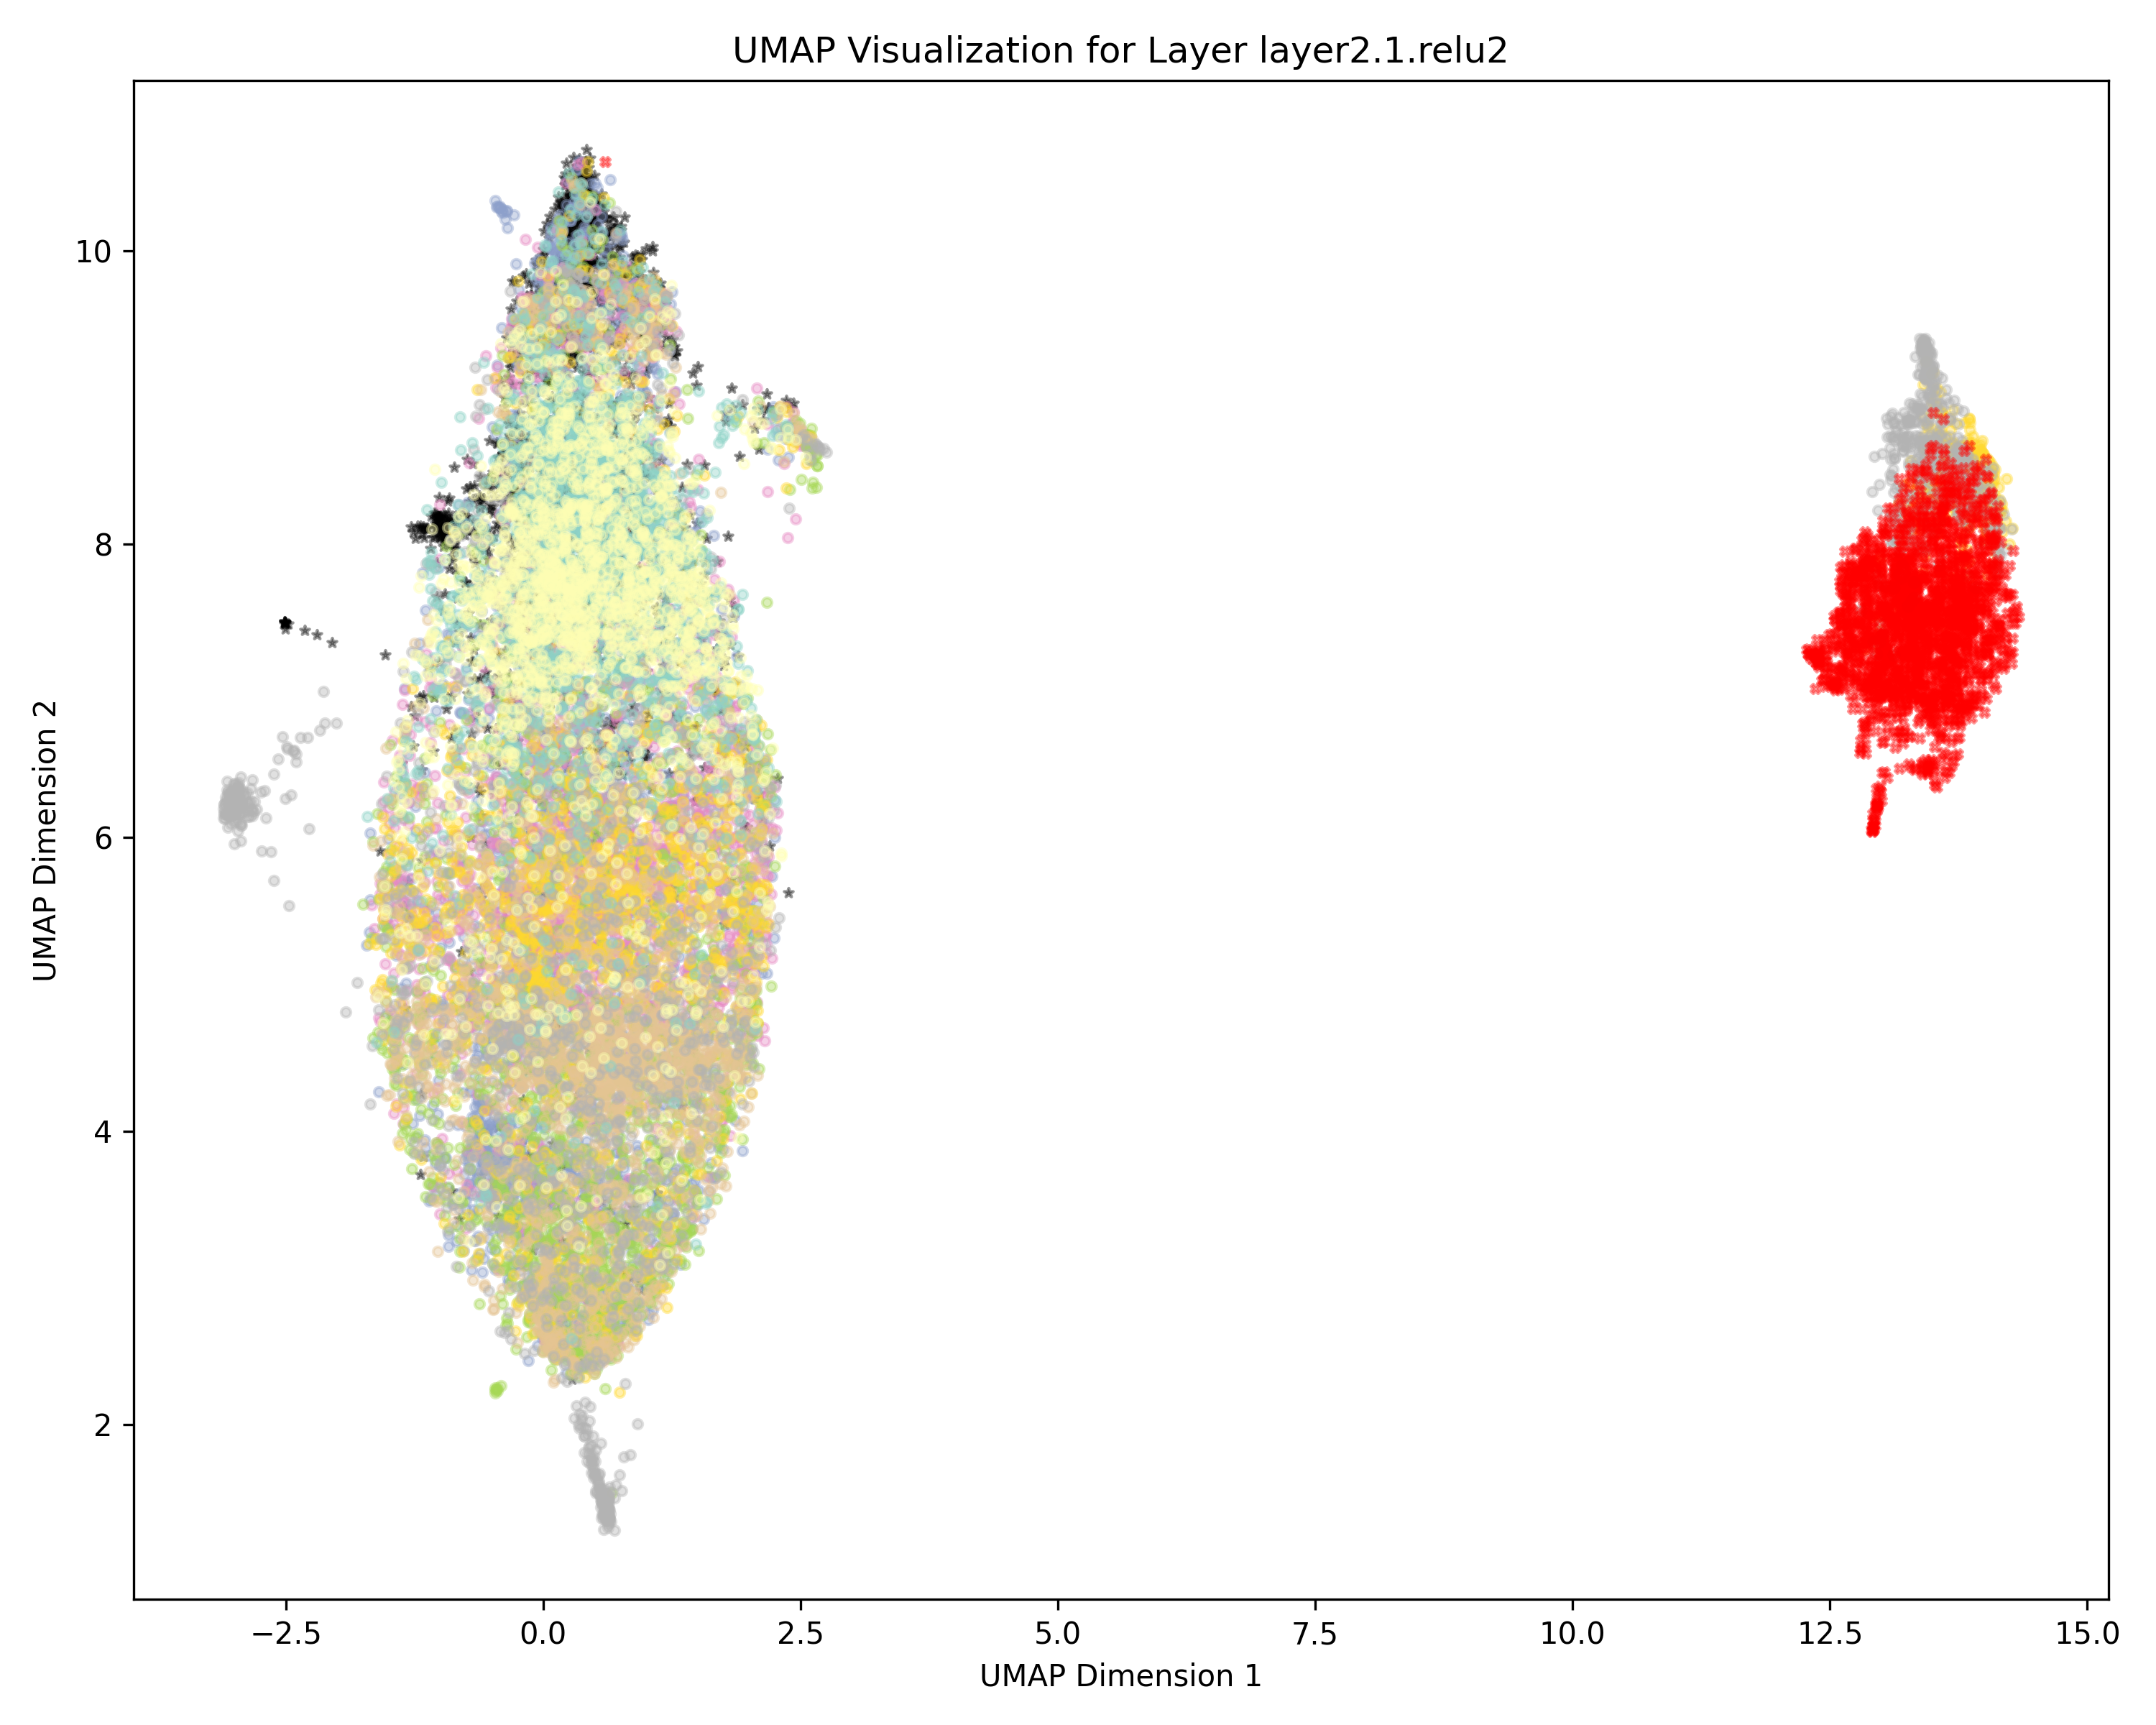 UMAP Visualization for Layer layer2.1.relu2
10
8
6
4
2
UMAP Dimension 2
−2.5 0.0 2.5 5.0 7.5 10.0 12.5 15.0
UMAP Dimension 1